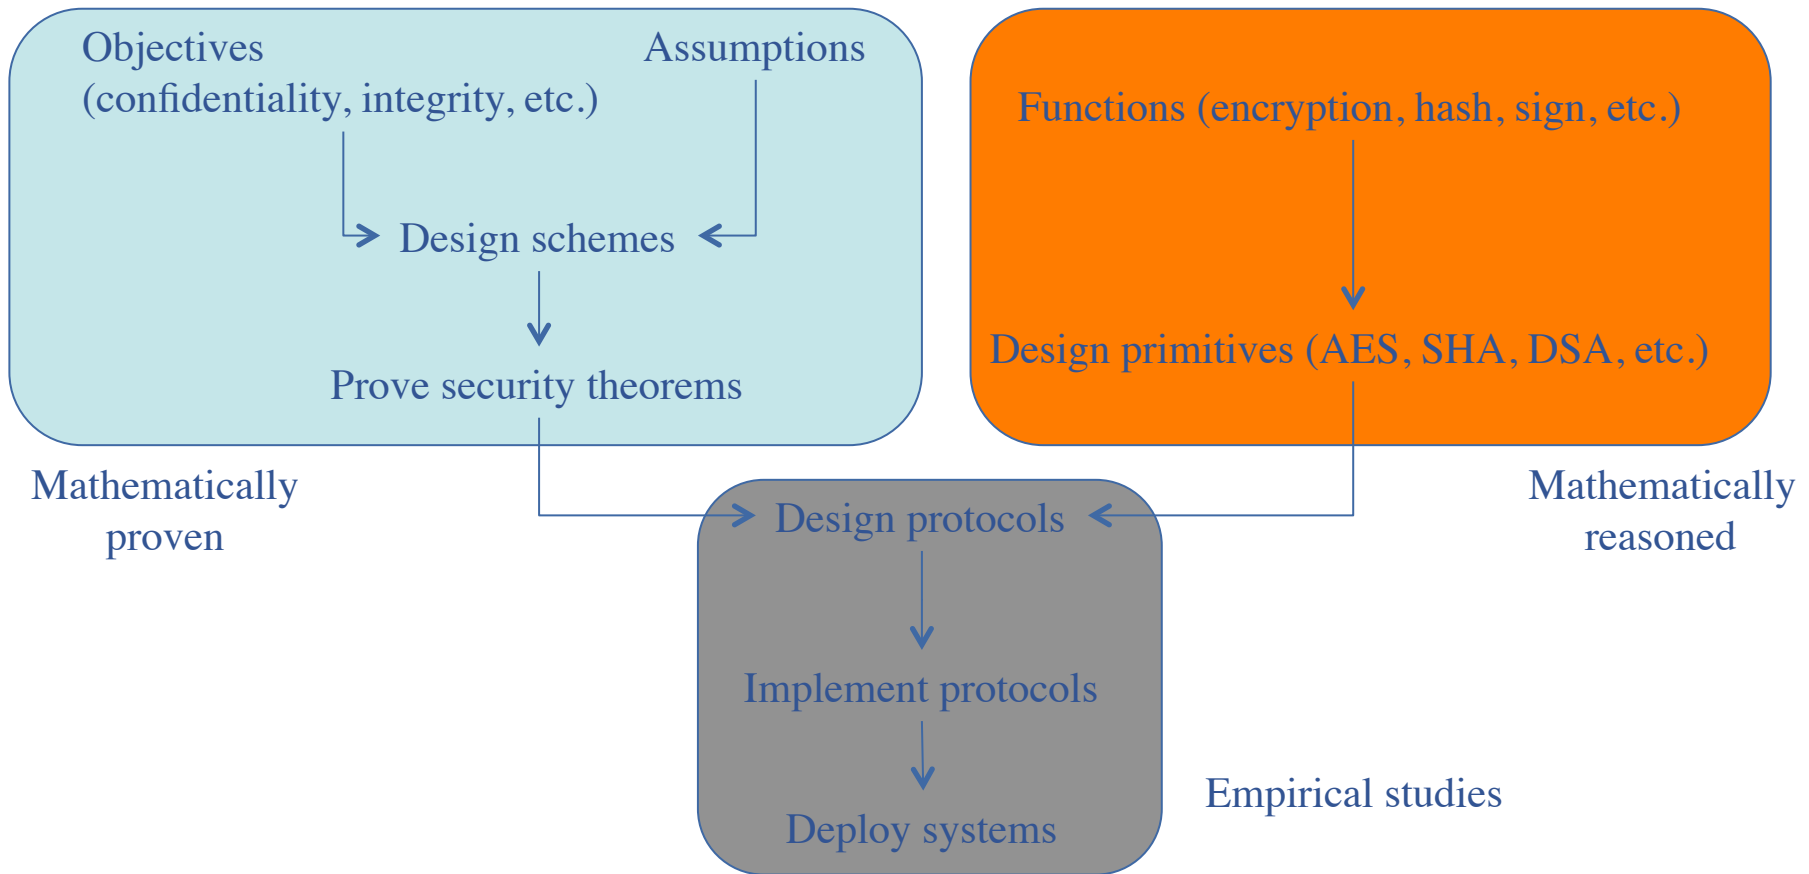 Objectives
(confidentiality, integrity, etc.)
Assumptions
Design schemes
Prove security theorems
Mathematically
proven
Functions (encryption, hash, sign, etc.)
Design primitives (AES, SHA, DSA, etc.)
Mathematically
reasoned
Design protocols
Implement protocols
Deploy systems
Empirical studies